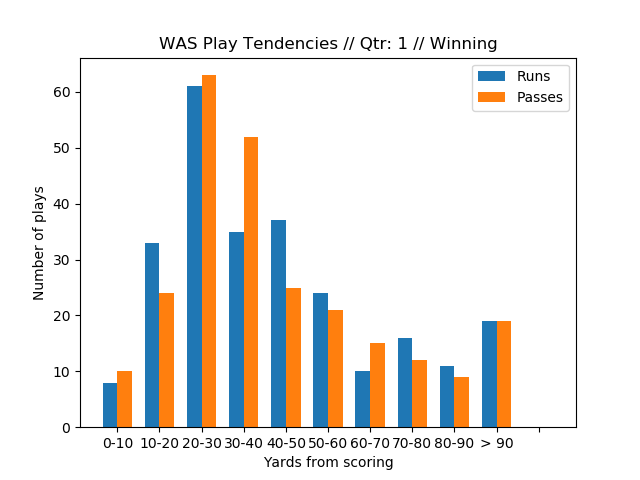 WAS Play Tendencies // Qtr: 1 // Winning
Runs
Passes
Number of plays
60
50
40
30
20
10
0
0-10 10-20 20-30 30-40 40-50 50-60 60-70 70-80 80-90 > 90
Yards from scoring